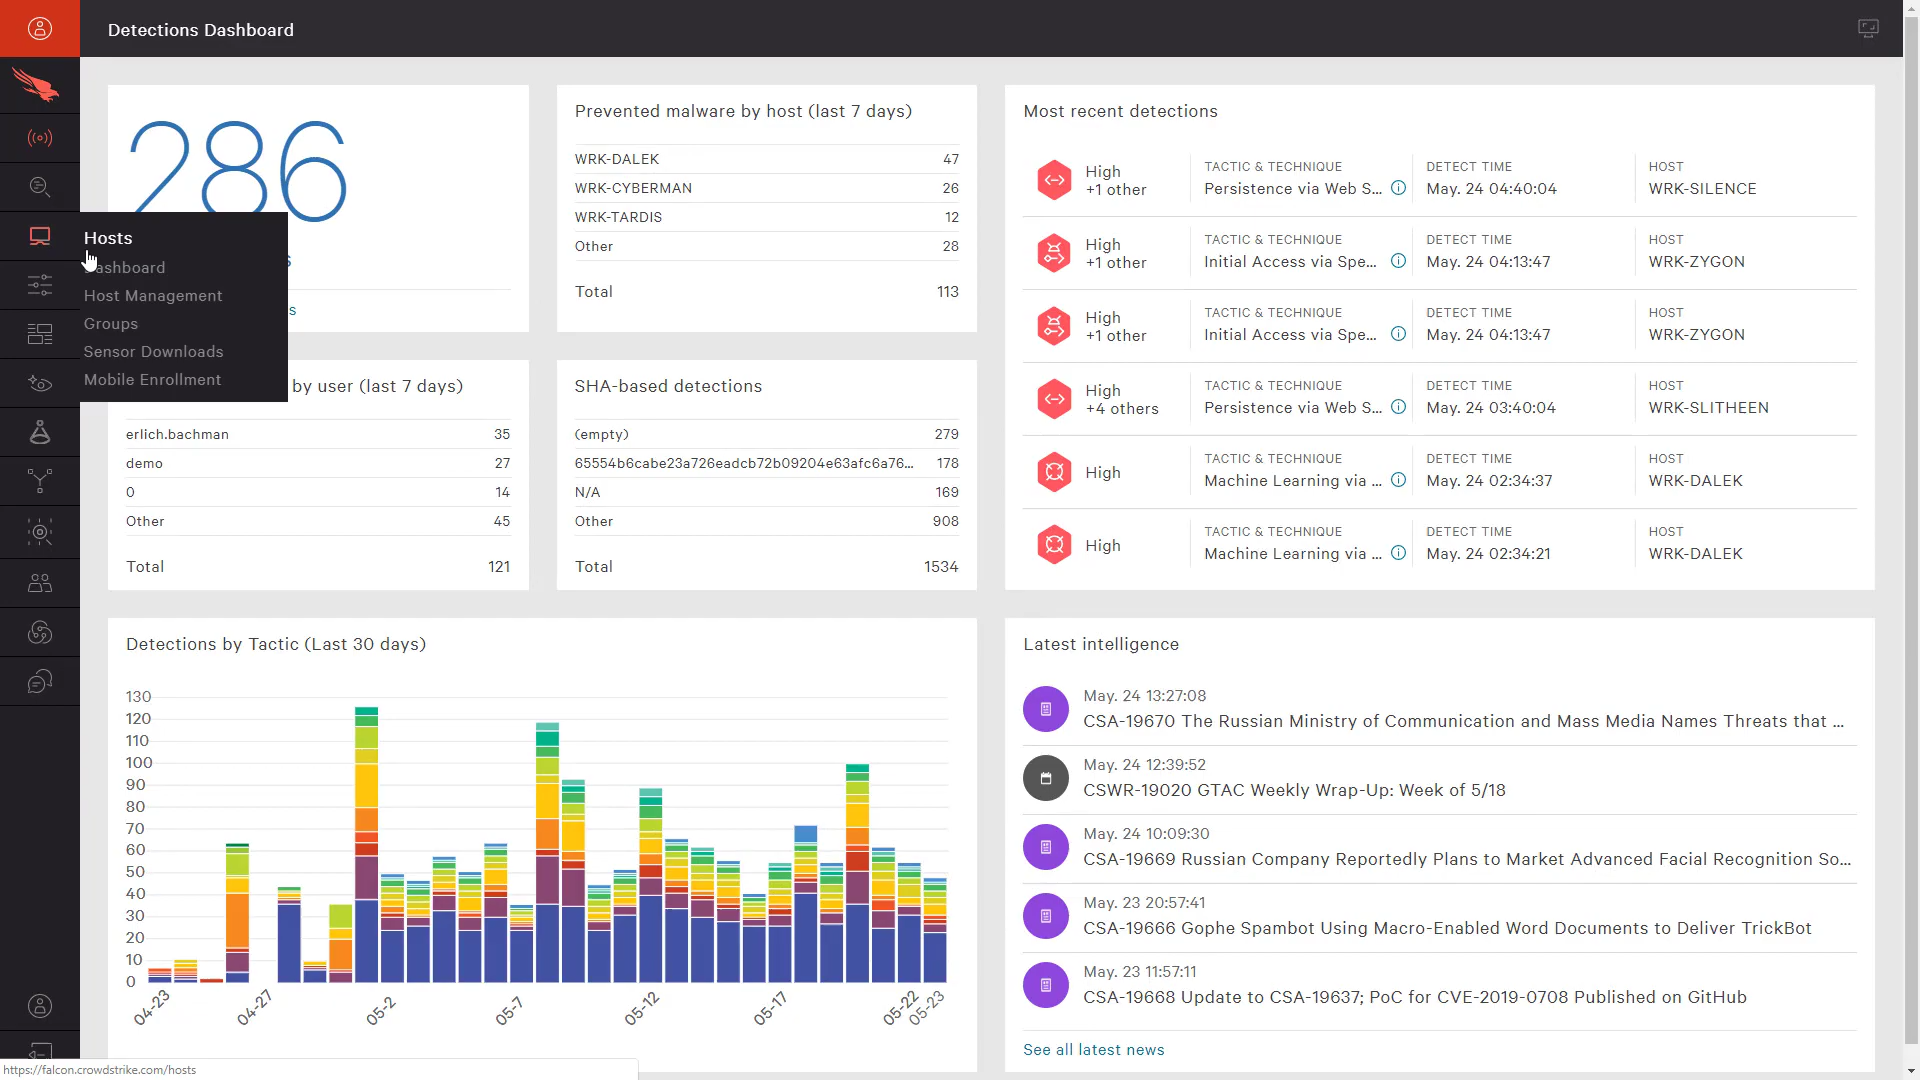 Detections Dashboard
286
s
s
Hosts
Dashboard
Host Management
Groups
Sensor Downloads
Mobile Enrollment
Prevented malware by host (last 7 days)
WRK-DALEK 47
WRK-CYBERMAN 26
WRK-TARDIS 12
Other 28
Total 113
by user (last 7 days)
erlich.bachman 35
demo 27
0 14
Other 45
Total 121
SHA-based detections
(empty) 279
65554b6cabe23a726eadcb72b09204e63afc6a76... 178
N/A 169
Other 908
Total 1534
Most recent detections
High
+1 other
TACTIC & TECHNIQUE
Persistence via Web S...
DETECT TIME
May. 24 04:40:04
HOST
WRK-SILENCE
High
+1 other
TACTIC & TECHNIQUE
Initial Access via Spe...
DETECT TIME
May. 24 04:13:47
HOST
WRK-ZYGON
High
+1 other
TACTIC & TECHNIQUE
Initial Access via Spe...
DETECT TIME
May. 24 04:13:47
HOST
WRK-ZYGON
High
+4 others
TACTIC & TECHNIQUE
Persistence via Web S...
DETECT TIME
May. 24 03:40:04
HOST
WRK-SLITHEEN
High
TACTIC & TECHNIQUE
Machine Learning via ...
DETECT TIME
May. 24 02:34:37
HOST
WRK-DALEK
High
TACTIC & TECHNIQUE
Machine Learning via ...
DETECT TIME
May. 24 02:34:21
HOST
WRK-DALEK
Detections by Tactic (Last 30 days)
130
120
110
100
90
80
70
60
50
40
30
20
10
0
04-23 04-27 05-2 05-7 05-12 05-17 05-22 05-23
Latest intelligence
May. 24 13:27:08
CSA-19670 The Russian Ministry of Communication and Mass Media Names Threats that ...
May. 24 12:39:52
CSWR-19020 GTAC Weekly Wrap-Up: Week of 5/18
May. 24 10:09:30
CSA-19669 Russian Company Reportedly Plans to Market Advanced Facial Recognition So...
May. 23 20:57:41
CSA-19666 Gophe Spambot Using Macro-Enabled Word Documents to Deliver TrickBot
May. 23 11:57:11
CSA-19668 Update to CSA-19637; PoC for CVE-2019-0708 Published on GitHub
See all latest news
https://falcon.crowdstrike.com/hosts